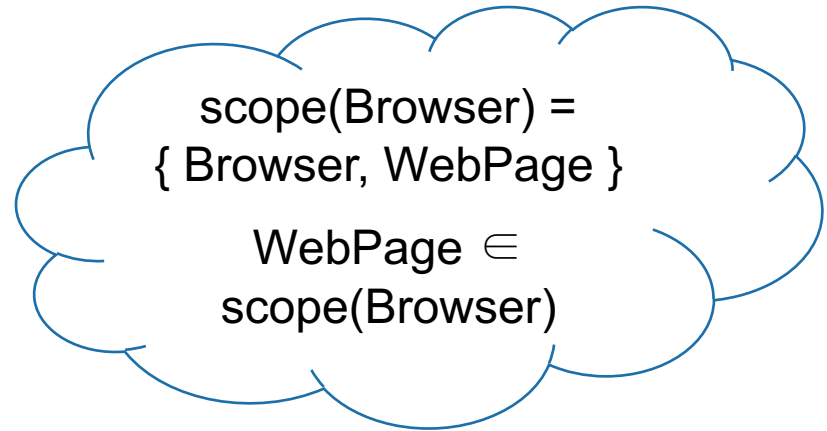 scope(Browser) =
{ Browser, WebPage }
WebPage ∈
scope(Browser)